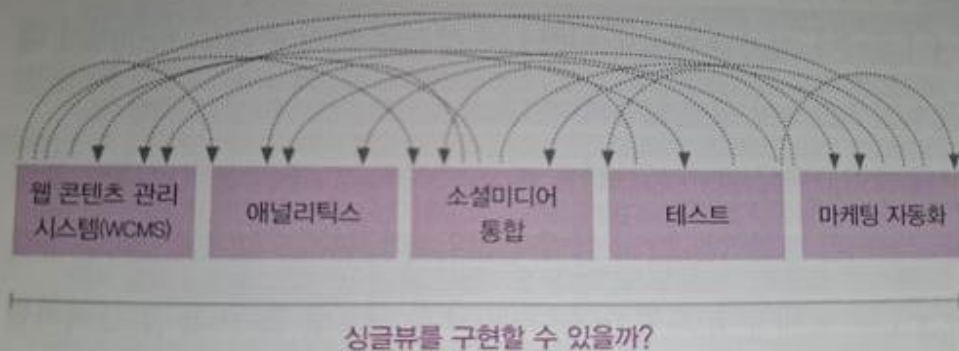 웹 콘텐츠 관리
시스템(WCMS)
애널리틱스
소셜미디어
통합
테스트
마케팅 자동화
싱글뷰를 구현할 수 있을까?